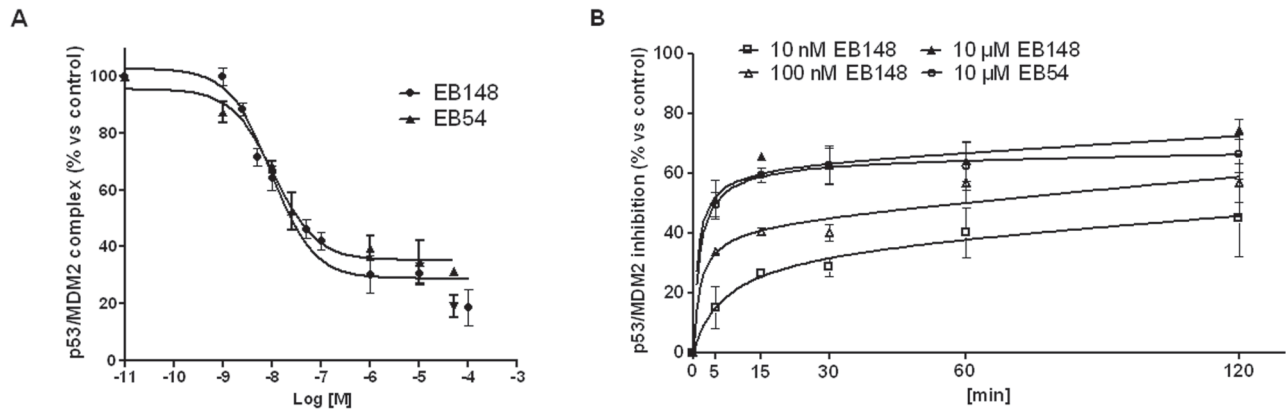 A
p53/MDM2 complex (% vs control)
100
80
60
40
20
0
EB148
EB54
-11 -10 -9 -8 -7 -6 -5 -4 -3
Log [M]
B
p53/MDM2 inhibition (% vs control)
100
80
60
40
20
0
10 nM EB148 10 µM EB148
100 nM EB148 10 µM EB54
0 5 15 30 60 120
[min]